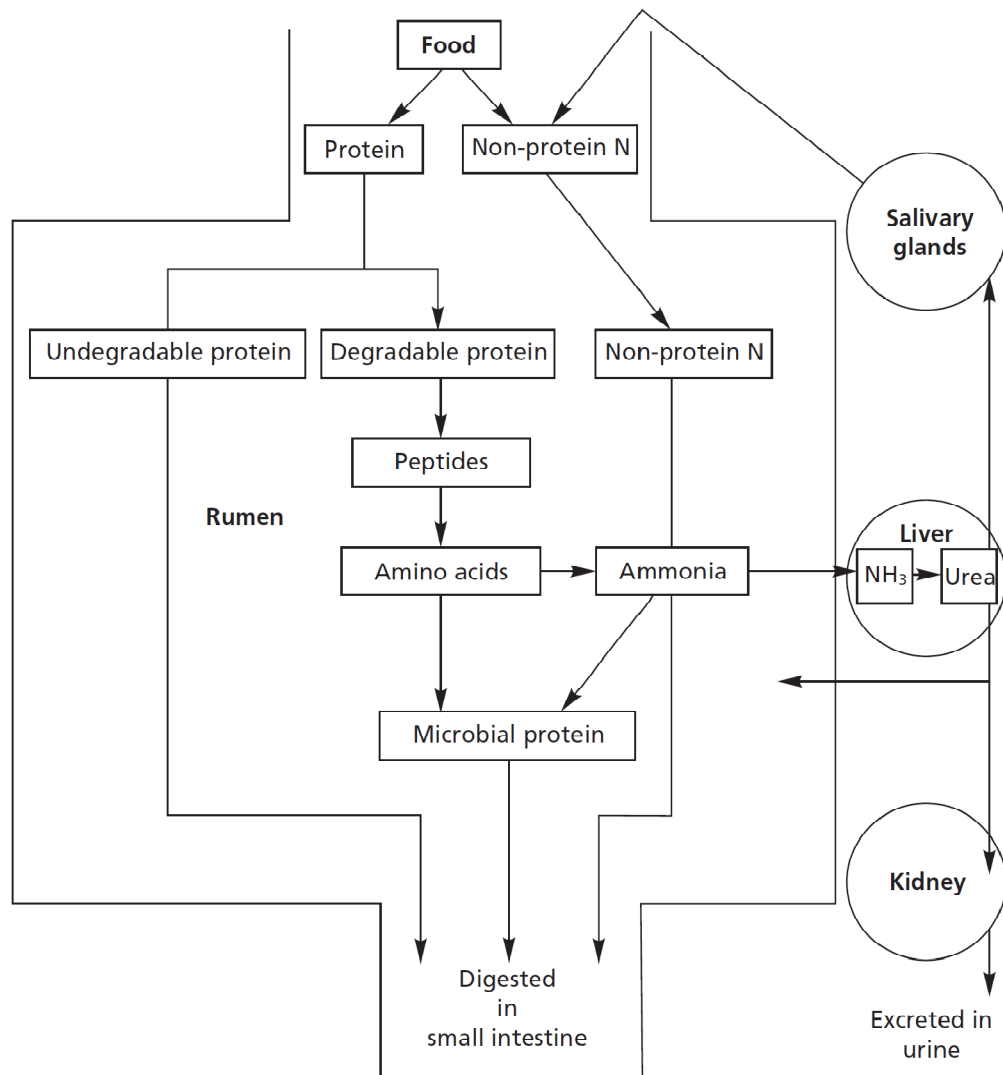 Food
Protein
Non-protein N
Salivary
glands
Undegradable protein
Degradable protein
Non-protein N
Peptides
Rumen
Liver
Amino acids
Ammonia
NH₃
Urea
Microbial protein
Kidney
Digested
in
small intestine
Excreted in
urine